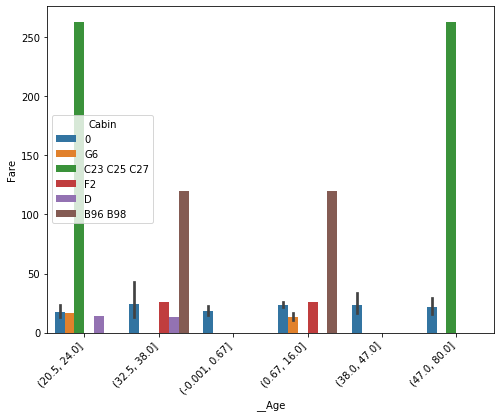 250
200
150
100
50
0
Fare
Cabin
0
G6
C23 C25 C27
F2
D
B96 B98
(20.5, 24.0]
(32.5, 38.0]
(-0.001, 0.67]
(0.67, 16.0]
(38.0, 47.0]
(47.0, 80.0]
__Age